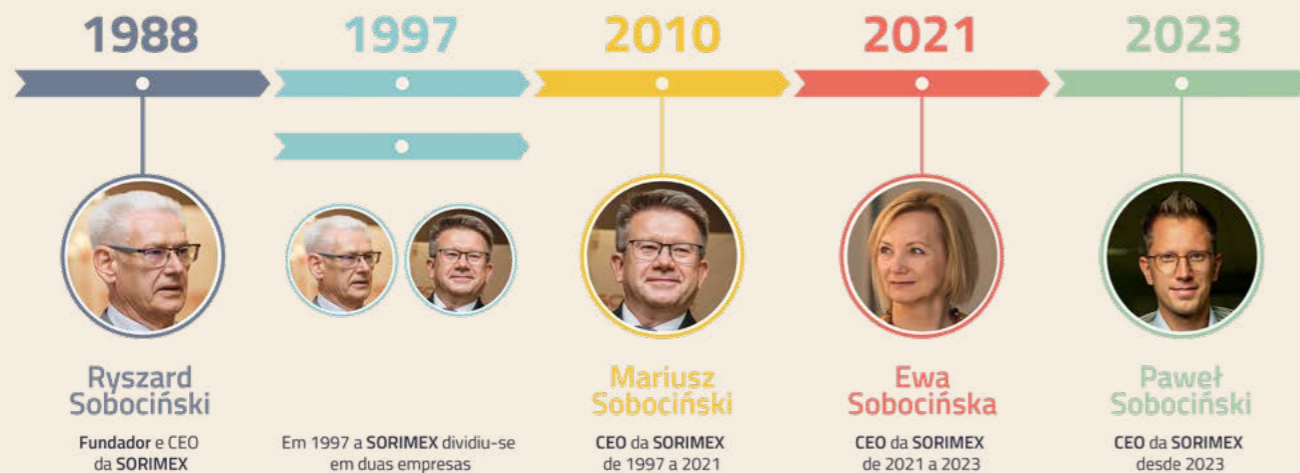 1988
1997
2010
2021
2023
Ryszard
Sobociński
Fundador e CEO
da SORIMEX
Em 1997 a SORIMEX dividiu-se
em duas empresas
Mariusz
Sobociński
CEO da SORIMEX
de 1997 a 2021
Ewa
Sobocińska
CEO da SORIMEX
de 2021 a 2023
Paweł
Sobociński
CEO da SORIMEX
desde 2023